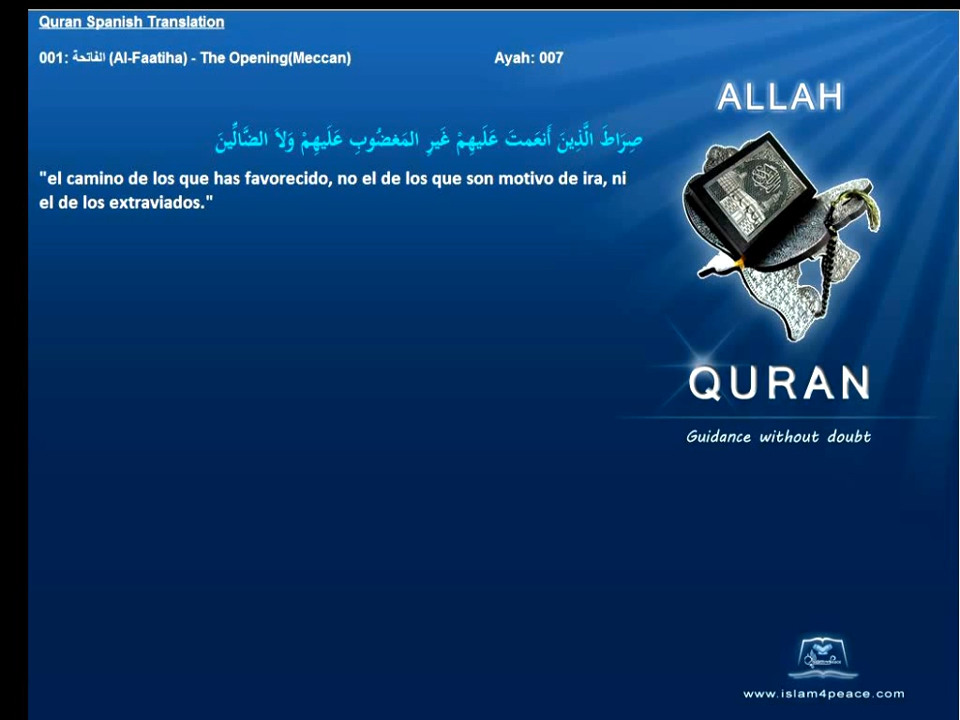 Quran Spanish Translation
001: الفاتحة (Al-Faatiha) - The Opening(Meccan) Ayah: 007
صِرَاطَ الَّذِينَ أَنعَمتَ عَلَيهِمْ غَيرِ المَغضُوبِ عَلَيهِمْ وَلاَ الضَّالِّينَ
"el camino de los que has favorecido, no el de los que son motivo de ira, ni
el de los extraviados."
ALLAH
QURAN
Guidance without doubt
www.islam4peace.com